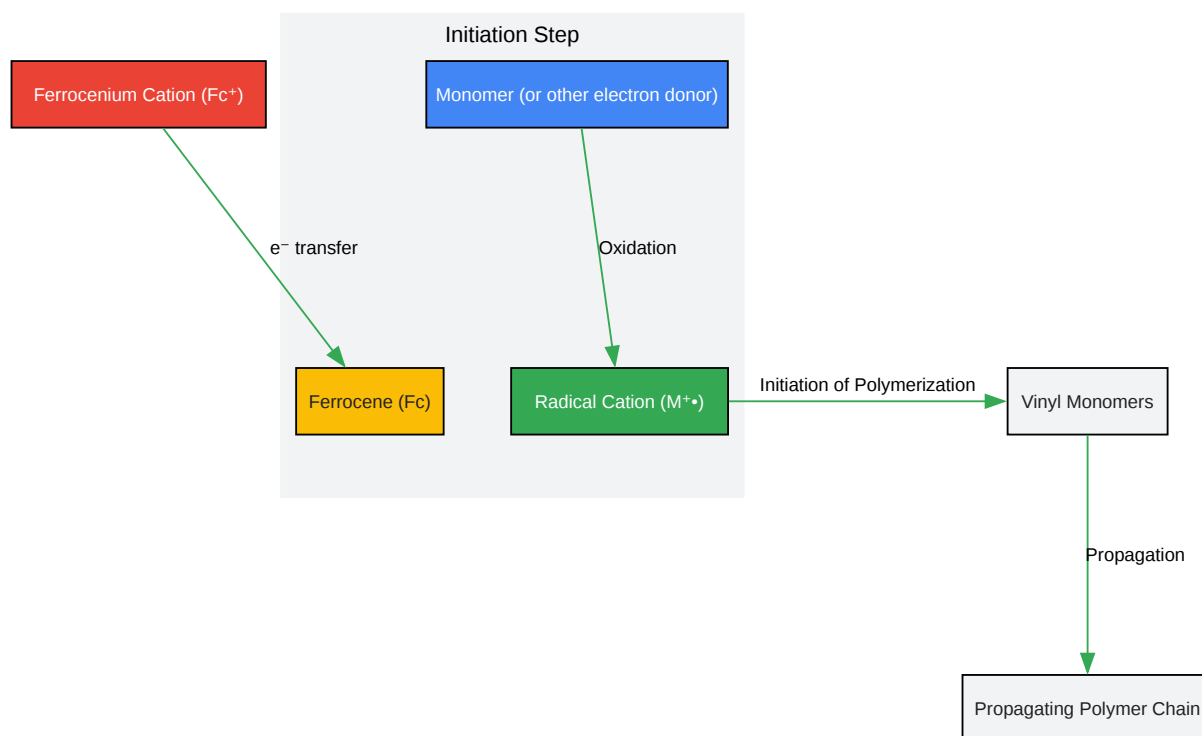 Initiation Step
Ferrocenium Cation (Fc⁺)
Monomer (or other electron donor)
e⁻ transfer
Oxidation
Ferrocene (Fc)
Radical Cation (M⁺•)
Initiation of Polymerization
Vinyl Monomers
Propagation
Propagating Polymer Chain